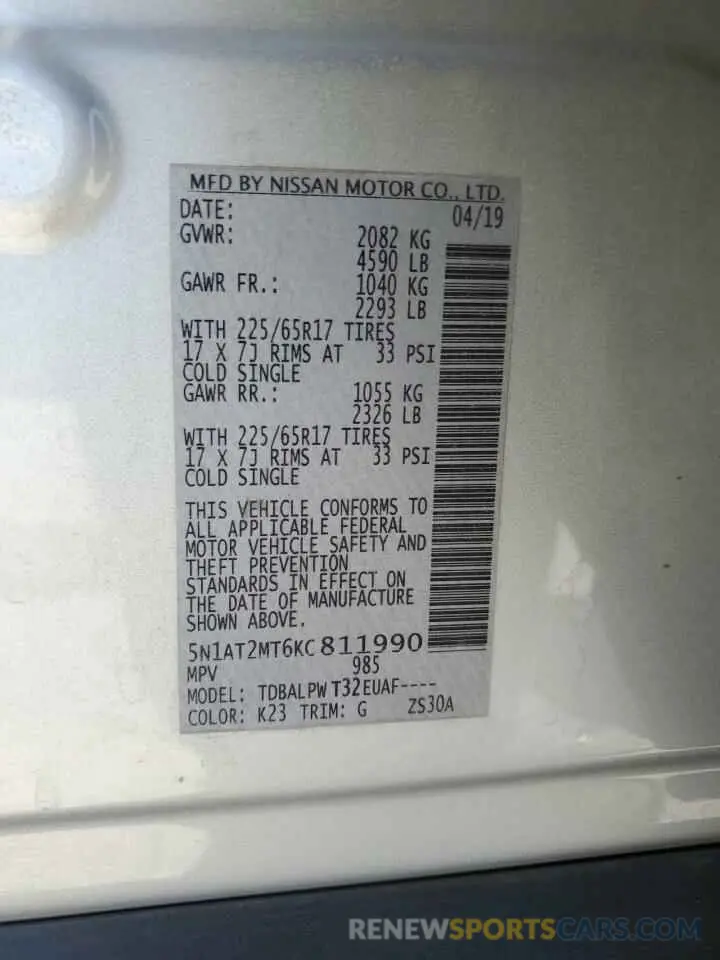 MFD BY NISSAN MOTOR CO., LTD.
DATE: 04/19
GVWR: 2082 KG
4590 LB
GAWR FR.: 1040 KG
2293 LB
WITH 225/65R17 TIRES
17 X 7J RIMS AT 33 PSI
COLD SINGLE
GAWR RR.: 1055 KG
2326 LB
WITH 225/65R17 TIRES
17 X 7J RIMS AT 33 PSI
COLD SINGLE
THIS VEHICLE CONFORMS TO
ALL APPLICABLE FEDERAL
MOTOR VEHICLE SAFETY AND
THEFT PREVENTION
STANDARDS IN EFFECT ON
THE DATE OF MANUFACTURE
SHOWN ABOVE.
5N1AT2MT6KC811990
MPV 985
MODEL: TDBALPWT32EUAF----
COLOR: K23 TRIM: G ZS30A
RENEWSPORTSCARS.COM